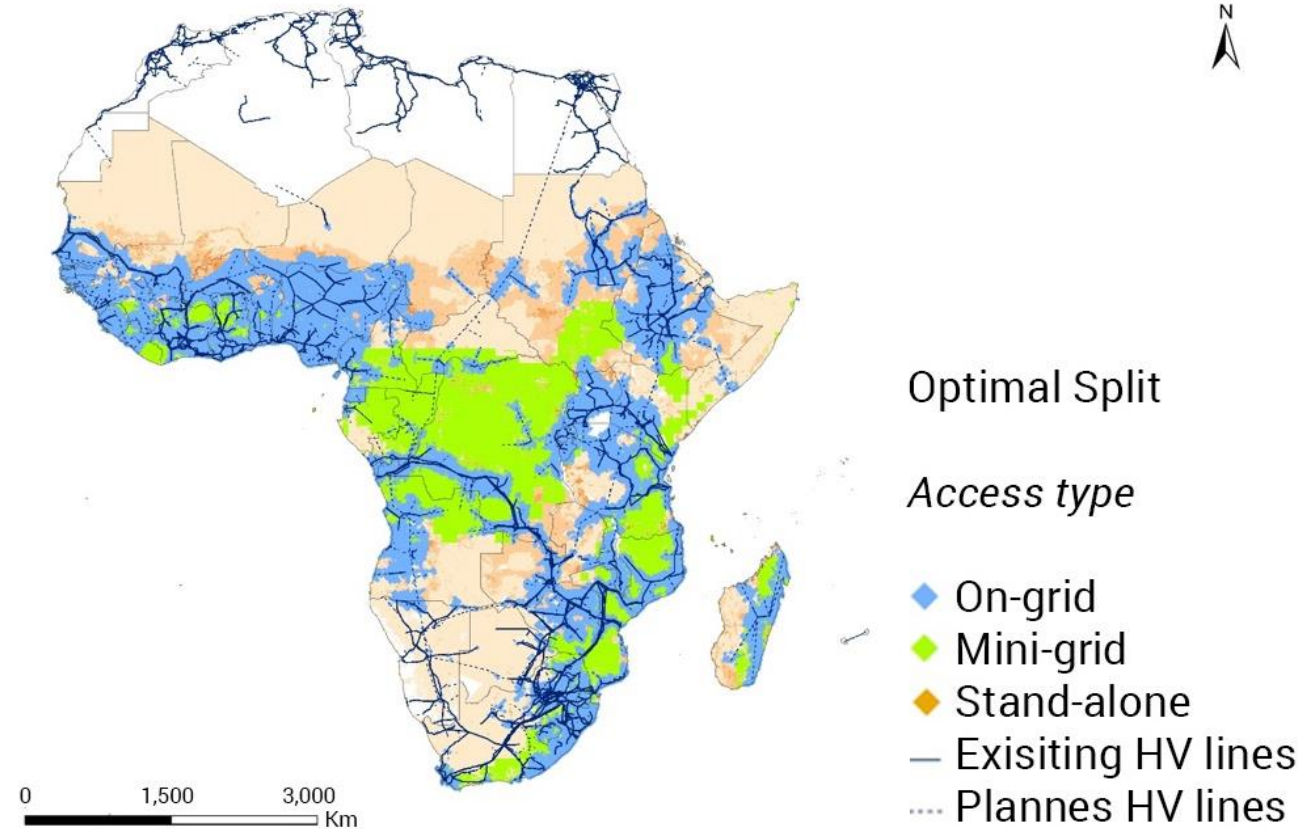 N
Optimal Split
Access type
On-grid
Mini-grid
Stand-alone
Exisiting HV lines
Plannes HV lines
0 1,500 3,000
Km